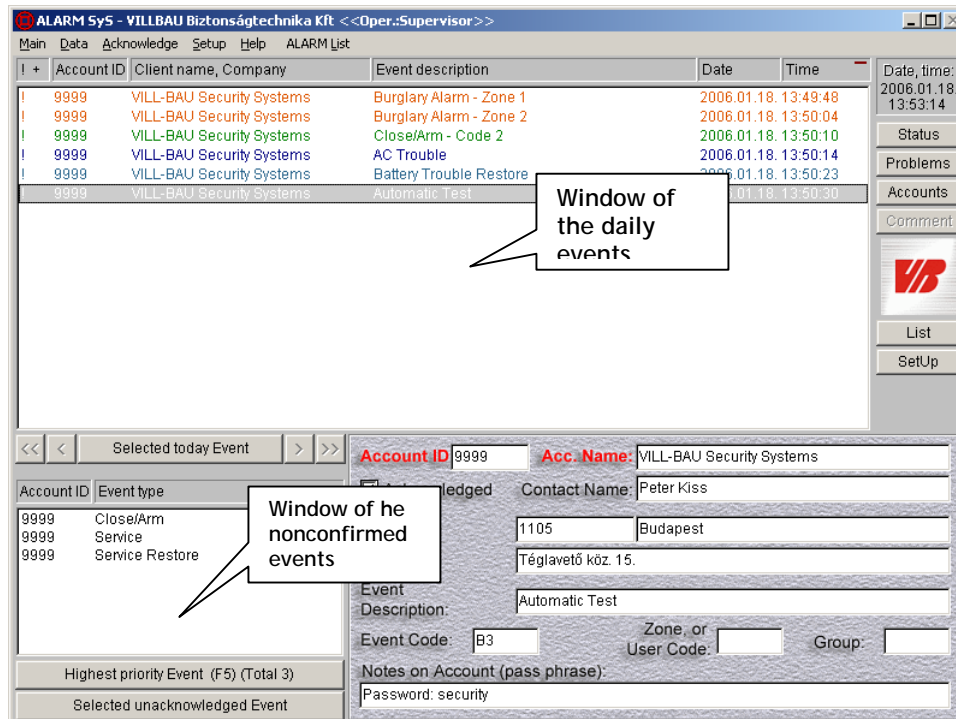 ALARM SyS - VILLBAU Biztonságtechnika Kft <<Oper.:Supervisor>>
Main Data Acknowledge Setup Help ALARM List
! + Account ID Client name, Company Event description Date Time
! 9999 VILL-BAU Security Systems Burglary Alarm - Zone 1 2006.01.18. 13:49:48
! 9999 VILL-BAU Security Systems Burglary Alarm - Zone 2 2006.01.18. 13:50:04
! 9999 VILL-BAU Security Systems Close/Arm - Code 2 2006.01.18. 13:50:10
! 9999 VILL-BAU Security Systems AC Trouble 2006.01.18. 13:50:14
! 9999 VILL-BAU Security Systems Battery Trouble Restore 2006.01.18. 13:50:23
9999 VILL-BAU Security Systems Automatic Test .01.18. 13:50:30
Window of
the daily
events
Date, time:
2006.01.18.
13:53:14
Status
Problems
Accounts
Comment
VB
List
SetUp
<< < Selected today Event > >>
Account ID Event type
9999 Close/Arm
9999 Service
9999 Service Restore
Window of he
nonconfirmed
events
Highest priority Event (F5) (Total 3)
Selected unacknowledged Event
Account ID 9999 Acc. Name: VILL-BAU Security Systems
Contact Name: Peter Kiss
1105 Budapest
Téglavető köz. 15.
Event
Description: Automatic Test
Event Code: B3 Zone, or
User Code: Group:
Notes on Account (pass phrase):
Password: security